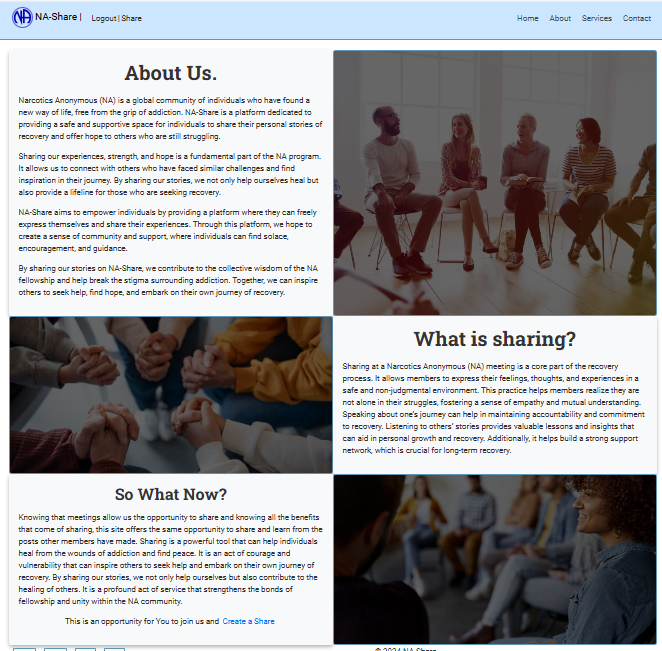 NA NA-Share | Logout | Share Home About Services Contact
About Us.
Narcotics Anonymous (NA) is a global community of individuals who have found a
new way of life, free from the grip of addiction. NA-Share is a platform dedicated to
providing a safe and supportive space for individuals to share their personal stories of
recovery and offer hope to others who are still struggling.
Sharing our experiences, strength, and hope is a fundamental part of the NA program.
It allows us to connect with others who have faced similar challenges and find
inspiration in their journey. By sharing our stories, we not only help ourselves heal but
also provide a lifeline for those who are seeking recovery.
NA-Share aims to empower individuals by providing a platform where they can freely
express themselves and share their experiences. Through this platform, we hope to
create a sense of community and support, where individuals can find solace,
encouragement, and guidance.
By sharing our stories on NA-Share, we contribute to the collective wisdom of the NA
fellowship and help break the stigma surrounding addiction. Together, we can inspire
others to seek help, find hope, and embark on their own journey of recovery.
What is sharing?
Sharing at a Narcotics Anonymous (NA) meeting is a core part of the recovery
process. It allows members to express their feelings, thoughts, and experiences in a
safe and non-judgmental environment. This practice helps members realize they are
not alone in their struggles, fostering a sense of empathy and mutual understanding.
Speaking about one's journey can help in maintaining accountability and commitment
to recovery. Listening to others' stories provides valuable lessons and insights that
can aid in personal growth and recovery. Additionally, it helps build a strong support
network, which is crucial for long-term recovery.
So What Now?
Knowing that meetings allow us the opportunity to share and knowing all the benefits
that come of sharing, this site offers the same opportunity to share and learn from the
posts other members have made. Sharing is a powerful tool that can help individuals
heal from the wounds of addiction and find peace. It is an act of courage and
vulnerability that can inspire others to seek help and embark on their own journey of
recovery. By sharing our stories, we not only help ourselves but also contribute to the
healing of others. It is a profound act of service that strengthens the bonds of
fellowship and unity within the NA community.
This is an opportunity for You to join us and Create a Share
© 2024 NA-Share